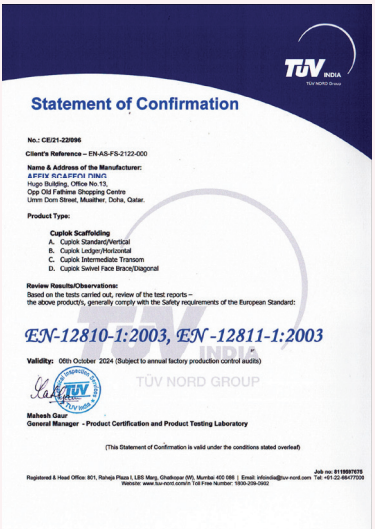 TÜV INDIA
TÜV NORD Group
Statement of Confirmation
No.: CE/21-22/096
Client's Reference – EN-AS-FS-2122-000
Name & Address of the Manufacturer:
AFFIX SCAFFOLDING
Hugo Building, Office No.13,
Opp Old Fathima Shopping Centre
Umm Dom Street, Muaither, Doha, Qatar.
Product Type:
Cuplok Scaffolding
A. Cuplok Standard/Vertical
B. Cuplok Ledger/Horizontal
C. Cuplok Intermediate Transom
D. Cuplok Swivel Face Brace/Diagonal
Review Results/Observations:
Based on the tests carried out, review of the test reports –
the above product/s, generally comply with the Safety requirements of the European Standard:
EN-12810-1:2003, EN -12811-1:2003
Validity: 06th October 2024 (Subject to annual factory production control audits)
TÜV INDIA
TÜV NORD GROUP
Inspection Services
TÜV
TUV India
Mahesh Gaur
General Manager - Product Certification and Product Testing Laboratory
(This Statement of Confirmation is valid under the conditions stated overleaf)
Job no: 8119597676
Registered & Head Office: 801, Raheja Plaza I, LBS Marg, Ghatkopar (W), Mumbai 400 086 | Email: infoindia@tuv-nord.com Tel: +91-22-66477000
Website: www.tuv-nord.com/in Toll Free Number: 1800-209-0902